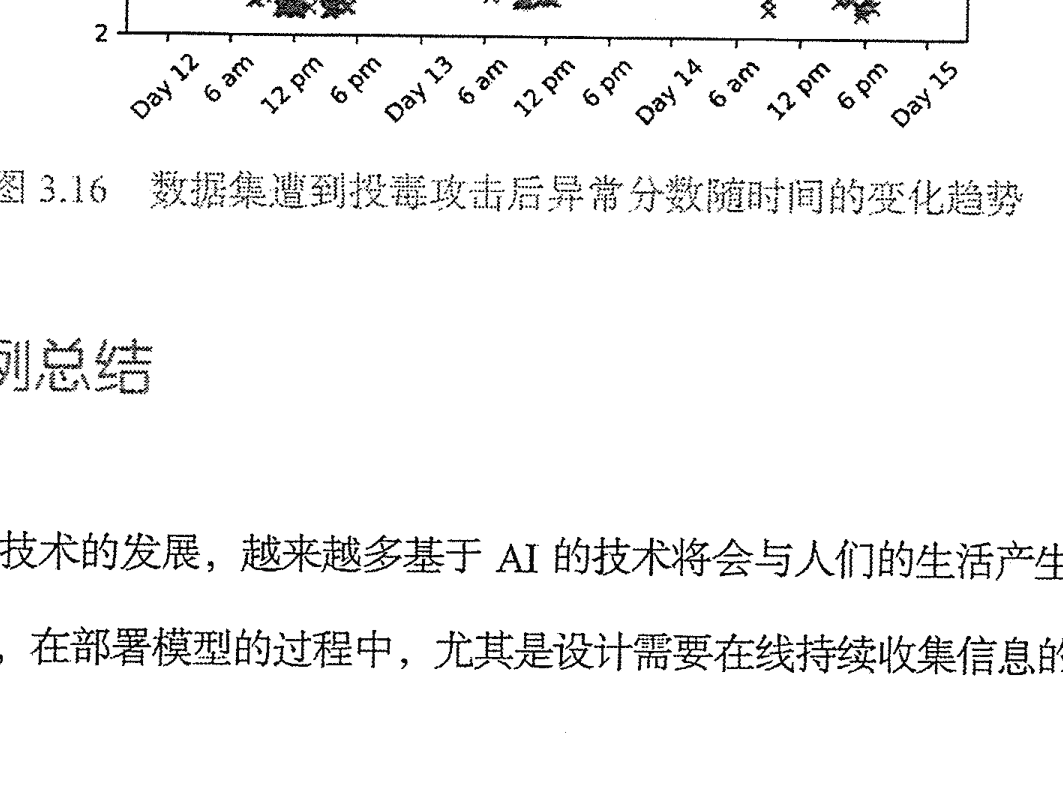 2
Day 12 6 am 12 pm 6 pm Day 13 6 am 12 pm 6 pm Day 14 6 am 12 pm 6 pm Day 15
图 3.16 数据集遭到投毒攻击后异常分数随时间的变化趋势
例总结
技术的发展，越来越多基于 AI 的技术将会与人们的生活产生
，在部署模型的过程中，尤其是设计需要在线持续收集信息的